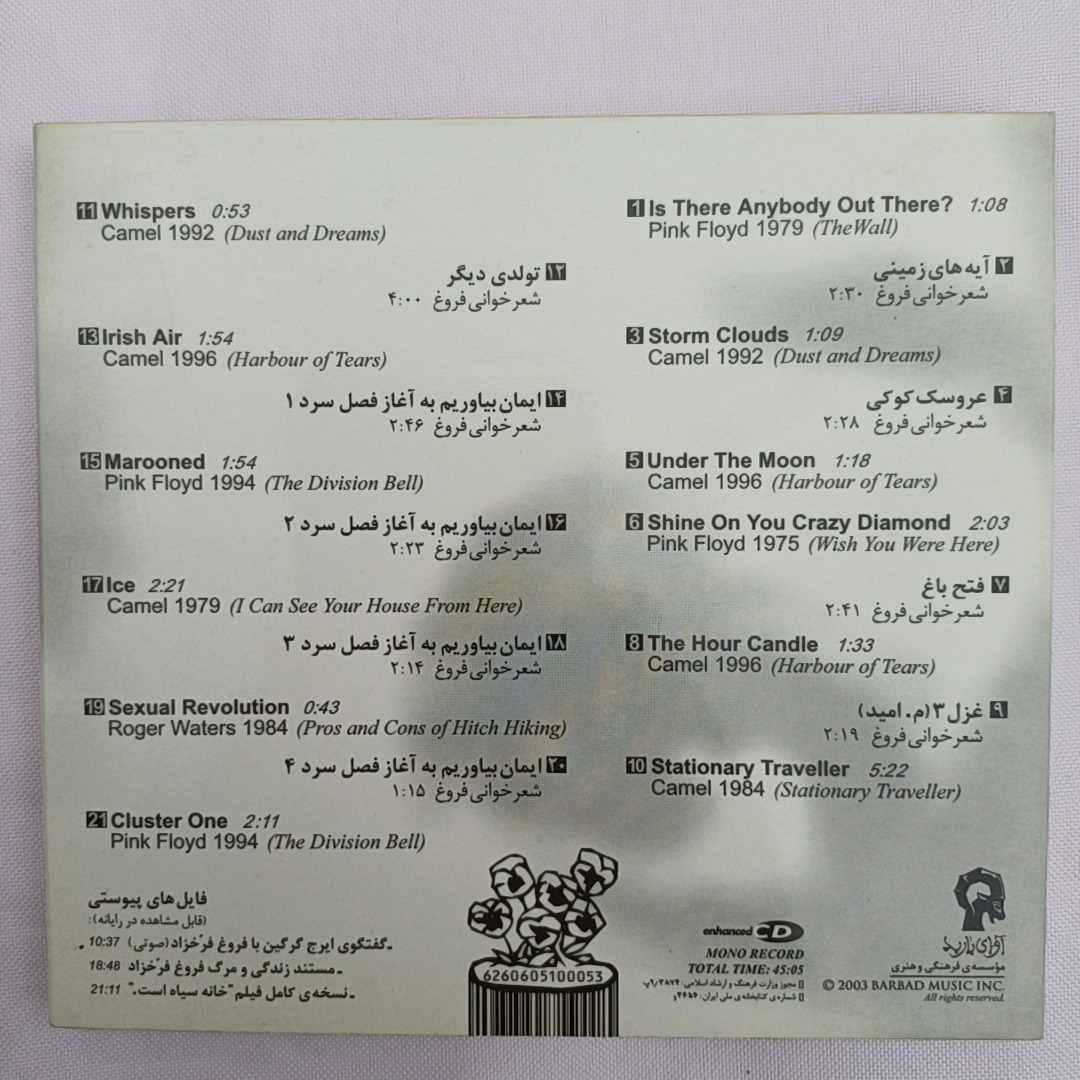 1 Is There Anybody Out There? 1:08
Pink Floyd 1979 (TheWall)
۲ آیه های زمینی
شعرخوانی فروغ ۲:۳۰
3 Storm Clouds 1:09
Camel 1992 (Dust and Dreams)
۴ عروسک کوکی
شعرخوانی فروغ ۲:۲۸
5 Under The Moon 1:18
Camel 1996 (Harbour of Tears)
6 Shine On You Crazy Diamond 2:03
Pink Floyd 1975 (Wish You Were Here)
۷ فتح باغ
شعرخوانی فروغ ۲:۴۱
8 The Hour Candle 1:33
Camel 1996 (Harbour of Tears)
۹ غزل ۳ (م. امید)
شعرخوانی فروغ ۲:۱۹
10 Stationary Traveller 5:22
Camel 1984 (Stationary Traveller)
11 Whispers 0:53
Camel 1992 (Dust and Dreams)
۱۲ تولدی دیگر
شعرخوانی فروغ ۴:۰۰
13 Irish Air 1:54
Camel 1996 (Harbour of Tears)
۱۴ ایمان بیاوریم به آغاز فصل سرد ۱
شعرخوانی فروغ ۲:۴۶
15 Marooned 1:54
Pink Floyd 1994 (The Division Bell)
۱۶ ایمان بیاوریم به آغاز فصل سرد ۲
شعرخوانی فروغ ۲:۲۳
17 Ice 2:21
Camel 1979 (I Can See Your House From Here)
۱۸ ایمان بیاوریم به آغاز فصل سرد ۳
شعرخوانی فروغ ۲:۱۴
19 Sexual Revolution 0:43
Roger Waters 1984 (Pros and Cons of Hitch Hiking)
۲۰ ایمان بیاوریم به آغاز فصل سرد ۴
شعرخوانی فروغ ۱:۱۵
21 Cluster One 2:11
Pink Floyd 1994 (The Division Bell)
فایل های پیوستی
(قابل مشاهده در رایانه):
ـ گفتگوی ایرج گرگین با فروغ فرّخزاد (صوتی) 10:37
ـ مستند زندگی و مرگ فروغ فرّخزاد 18:48
ـ نسخه‌ی کامل فیلم "خانه سیاه است." 21:11
6260605100053
enhanced CD
MONO RECORD
TOTAL TIME: 45:05
مجوز وزارت فرهنگ و ارشاد اسلامی:
شماره‌ی کتابخانه‌ی ملی ایران:
آوای باربد
مؤسسه‌ی فرهنگی و هنری
© 2003 BARBAD MUSIC INC.
All rights reserved.